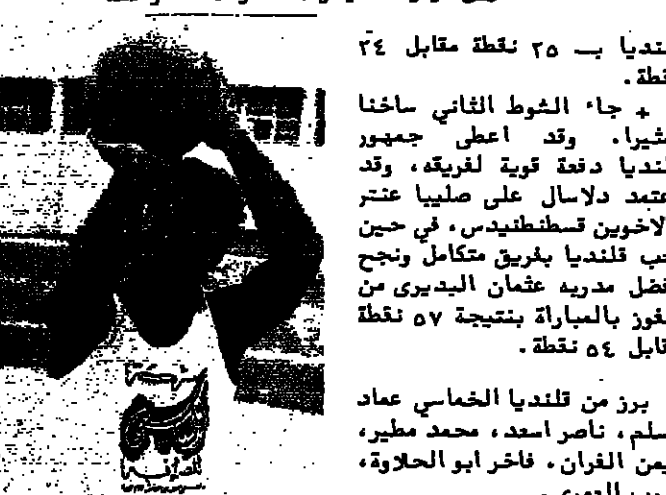 قلنديا بـ ٢٥ نقطة مقابل ٢٤
نقطة.
+ جاء الشوط الثاني ساخنا
مثيرا. وقد اعطى جمهور
قلنديا دفعة قوية لفريقه، وقد
اعتمد دلاسال على صليبا عنتر
والاخوين قسطنطنيدس، في حين
لعب قلنديا بفريق متكامل ونجح
بفضل مدربه عثمان البديرى من
الفوز بالمباراة بنتيجة ٥٧ نقطة
مقابل ٥٤ نقطة.
برز من قلنديا الخماسي عماد
مسلم، ناصر اسعد، محمد مطير،
ايمن الفران. فاخر ابو الحلاوة،